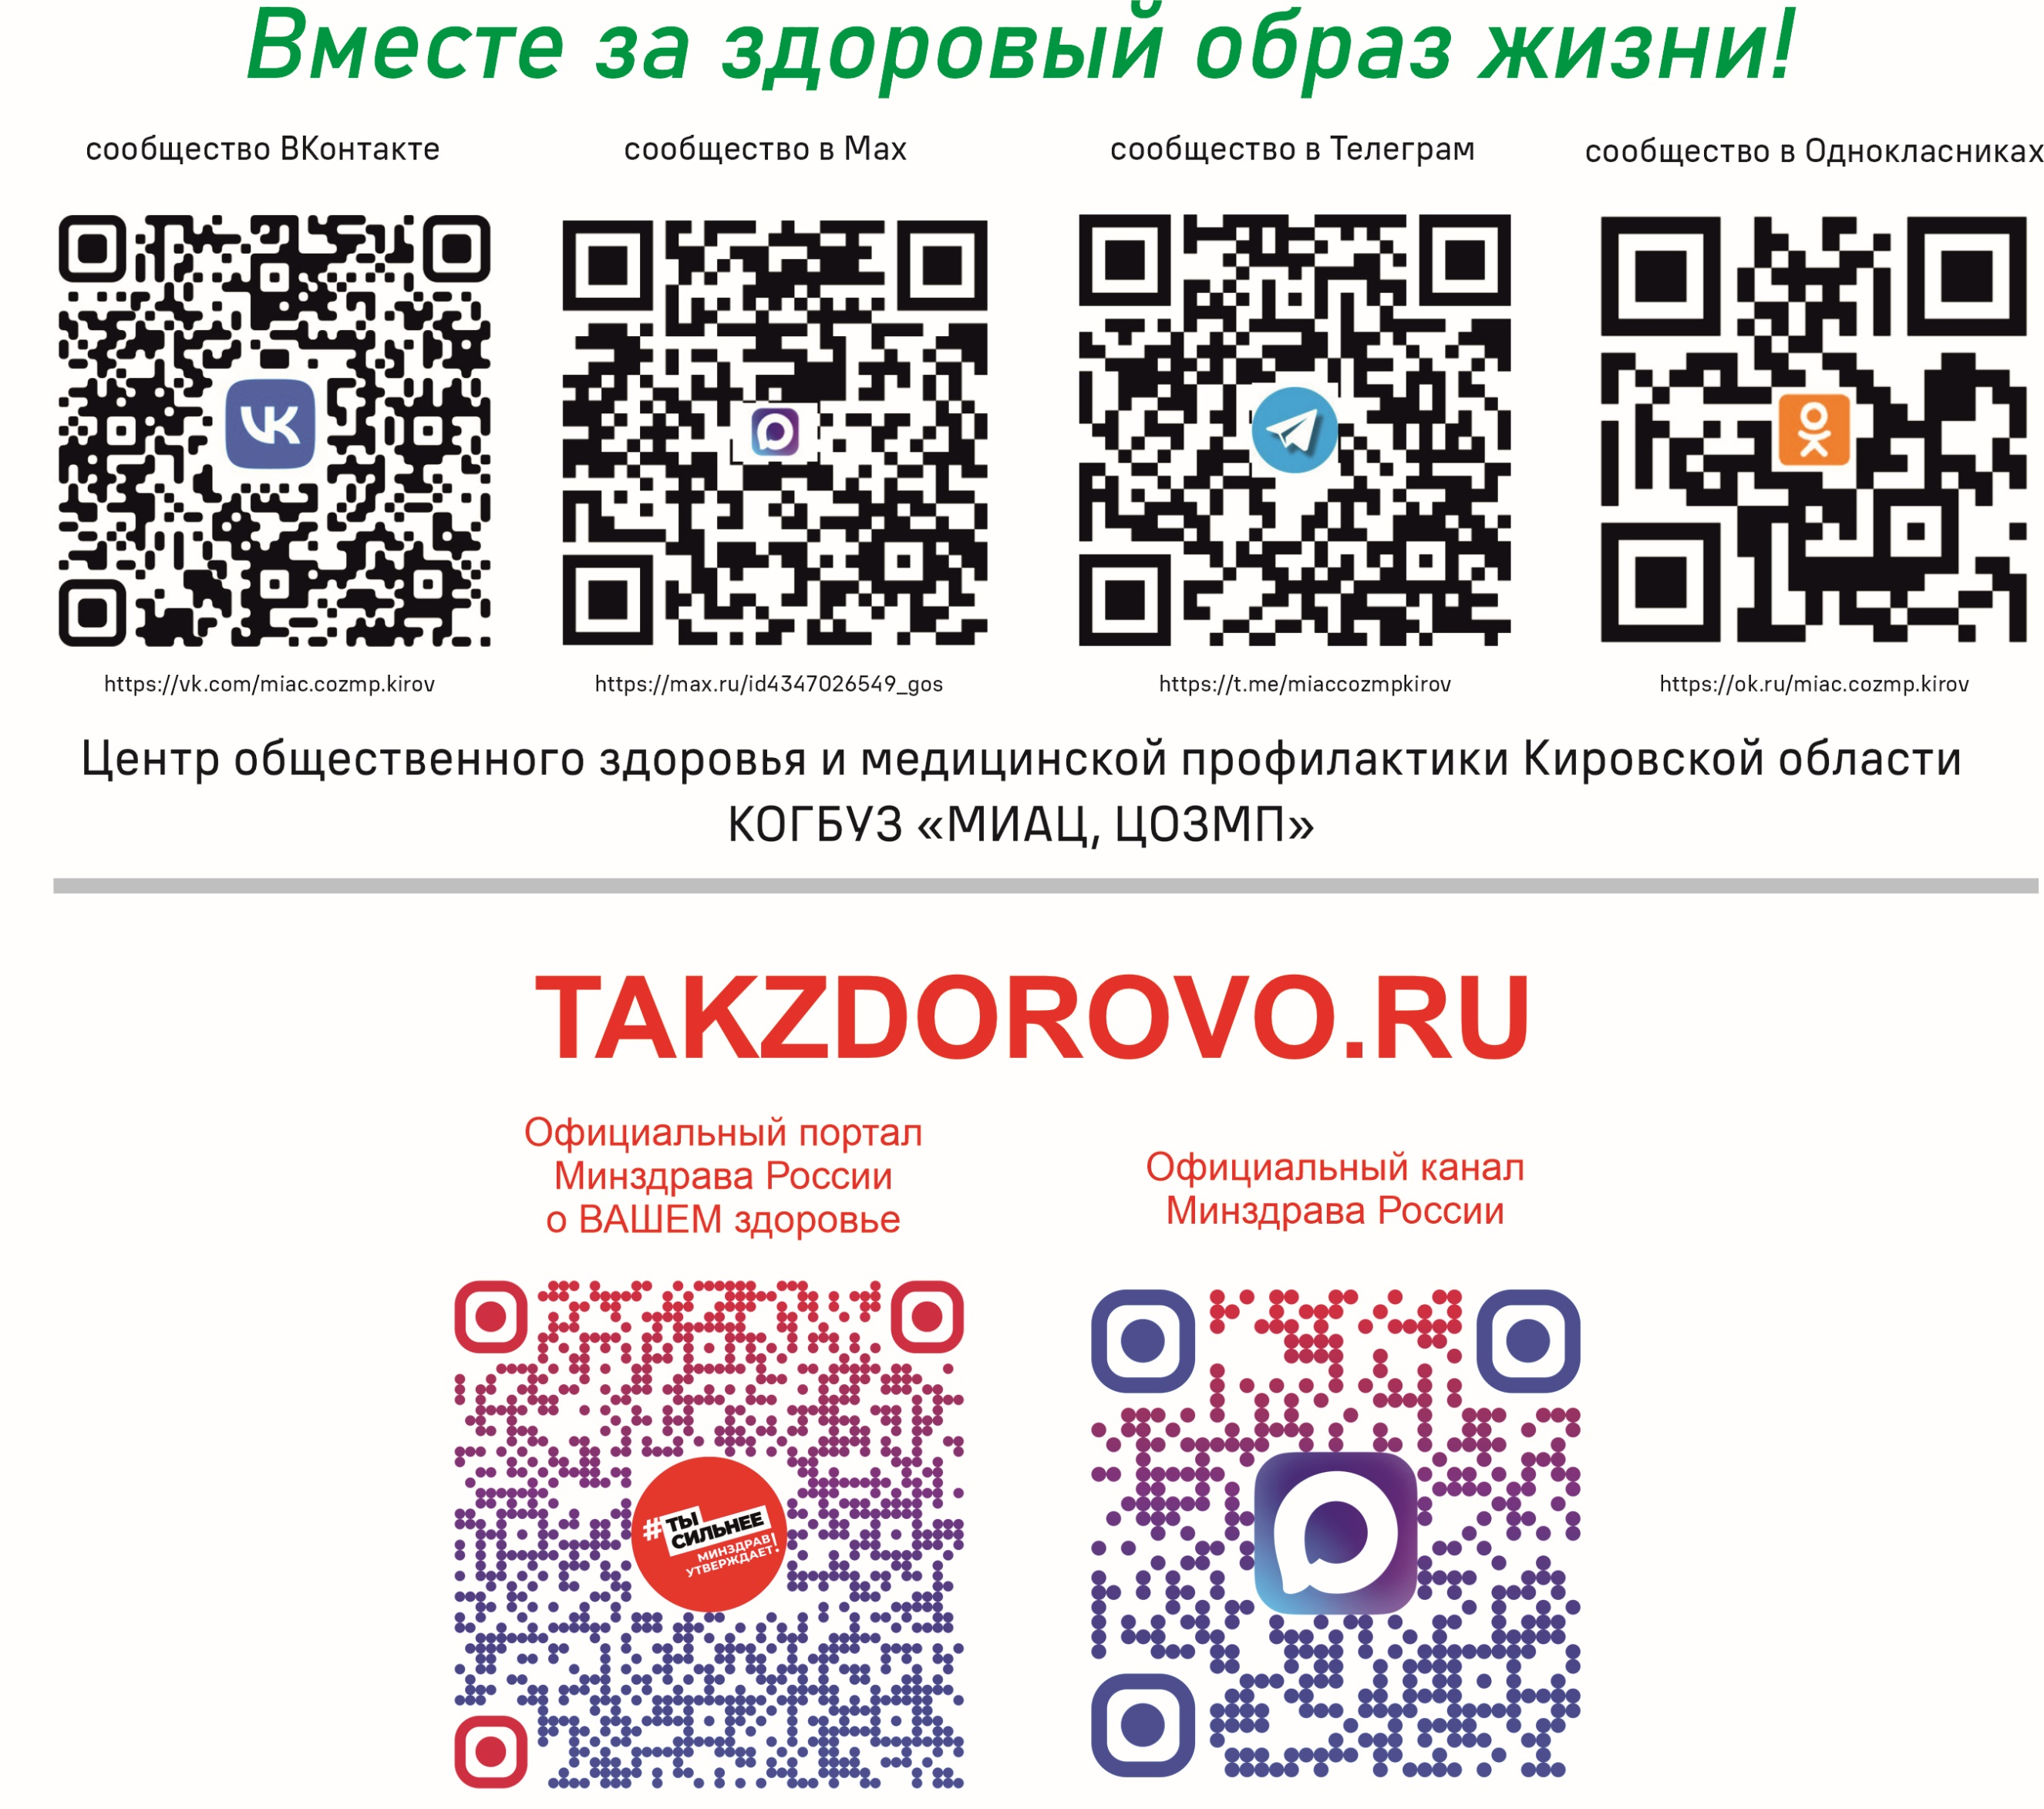 Вместе за здоровый образ жизни!
сообщество ВКонтакте
сообщество в Max
сообщество в Телеграм
сообщество в Однокласниках
https://vk.com/miac.cozmp.kirov
https://max.ru/id4347026549_gos
https://t.me/miaccozmpkirov
https://ok.ru/miac.cozmp.kirov
Центр общественного здоровья и медицинской профилактики Кировской области
КОГБУЗ «МИАЦ, ЦОЗМП»
TAKZDOROVO.RU
Официальный портал
Минздрава России
о ВАШЕМ здоровье
Официальный канал
Минздрава России
#ТЫ
СИЛЬНЕЕ
МИНЗДРАВ
УТВЕРЖДАЕТ!